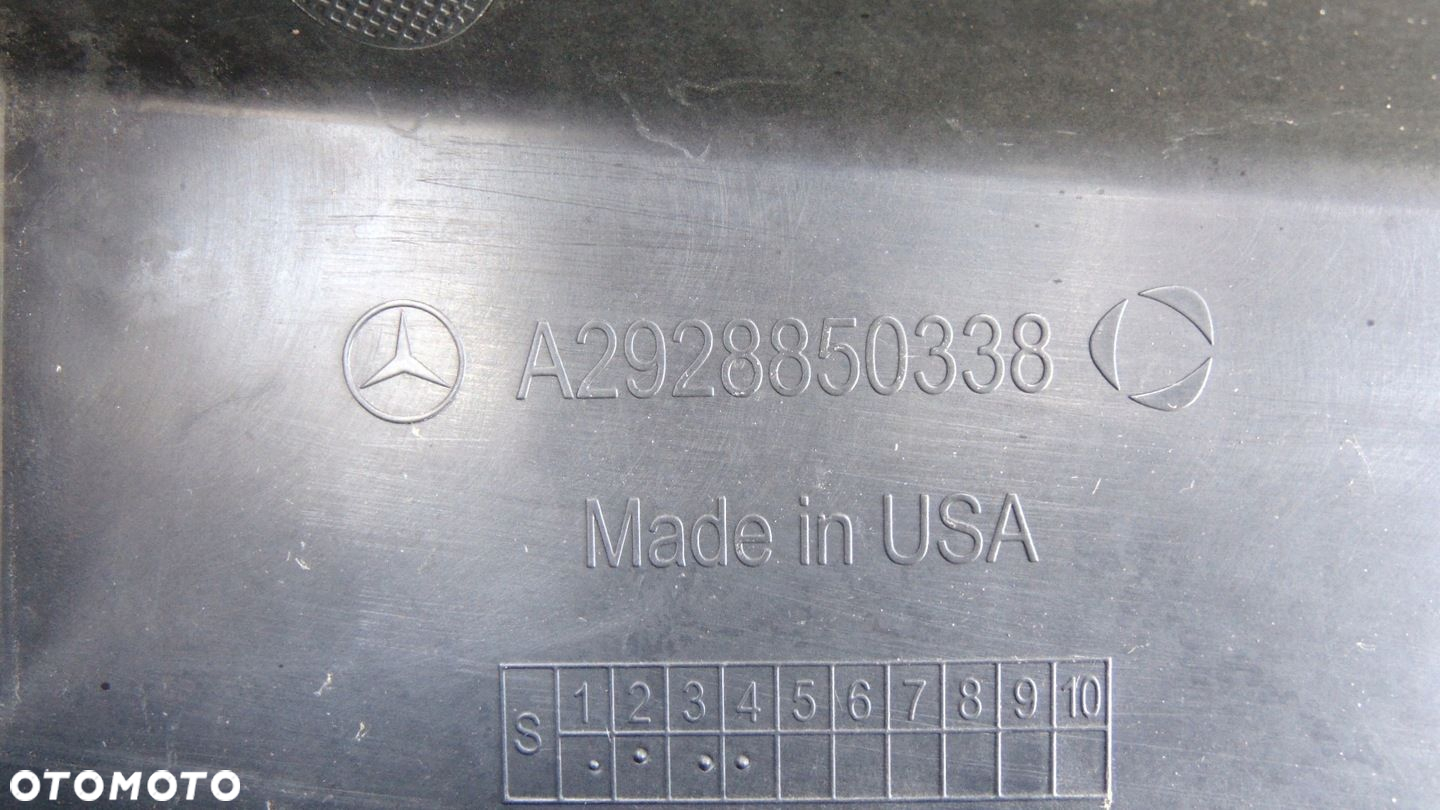 A2928850338
Made in USA
S 1 2 3 4 5 6 7 8 9 10
OTOMOTO